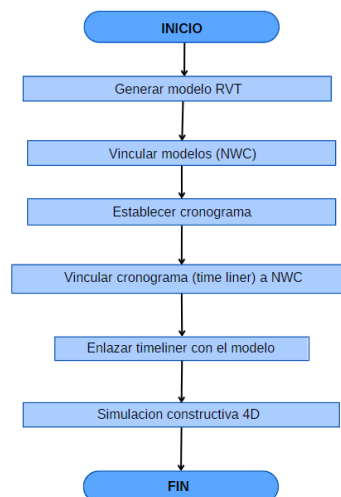 INICIO
Generar modelo RVT
Vincular modelos (NWC)
Establecer cronograma
Vincular cronograma (time liner) a NWC
Enlazar timeliner con el modelo
Simulacion constructiva 4D
FIN